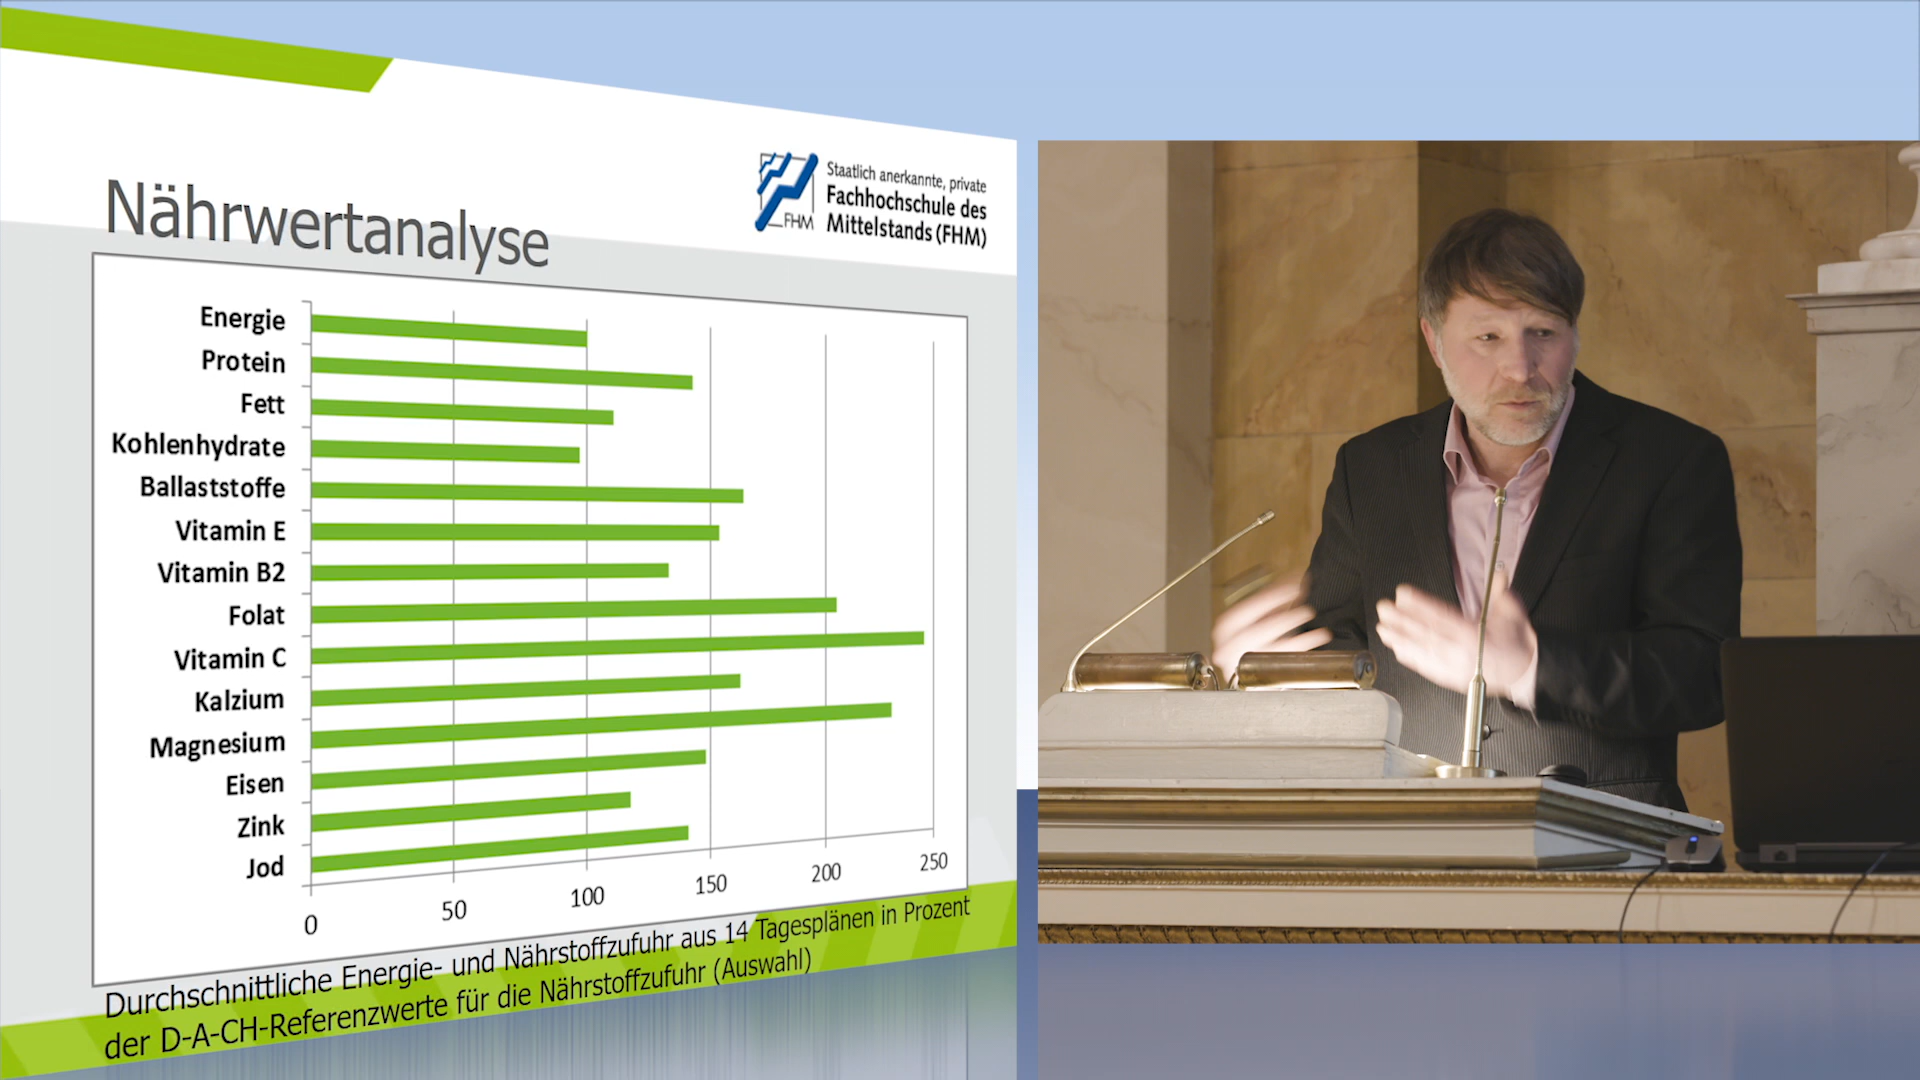 Staatlich anerkannte, private
Fachhochschule des
Mittelstands (FHM)
FHM
Nährwertanalyse
Energie
Protein
Fett
Kohlenhydrate
Ballaststoffe
Vitamin E
Vitamin B2
Folat
Vitamin C
Kalzium
Magnesium
Eisen
Zink
Jod
0 50 100 150 200 250
Durchschnittliche Energie- und Nährstoffzufuhr aus 14 Tagesplänen in Prozent
der D-A-CH-Referenzwerte für die Nährstoffzufuhr (Auswahl)